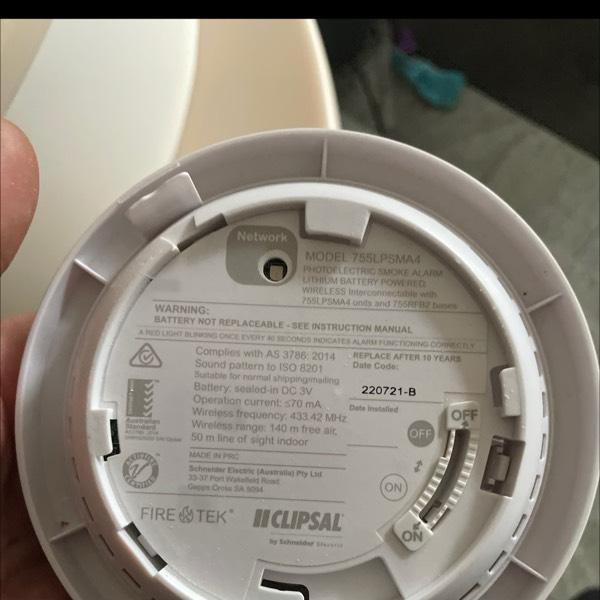 Network
MODEL 755LPSMA4
PHOTOELECTRIC SMOKE ALARM
LITHIUM BATTERY POWERED
WIRELESS Interconnectable with
755LPSMA4 units and 755RFB2 bases
WARNING:
BATTERY NOT REPLACEABLE - SEE INSTRUCTION MANUAL
A RED LIGHT BLINKING ONCE EVERY 40 SECONDS INDICATES ALARM FUNCTIONING CORRECTLY
Complies with AS 3786: 2014
Sound pattern to ISO 8201
Suitable for normal shipping/mailing
Battery: sealed-in DC 3V
Operation current: ≤70 mA
Wireless frequency: 433.42 MHz
Wireless range: 140 m free air,
50 m line of sight indoor
REPLACE AFTER 10 YEARS
Date Code:
220721-B
Date Installed
OFF
OFF
ON
ON
Australian
Standard
MADE IN PRC
Schneider Electric (Australia) Pty Ltd
33-37 Port Wakefield Road
Gepps Cross SA 5094
ACTIVFIRE
CERTIFIED
FIRE TEK®
CLIPSAL®
by Schneider Electric